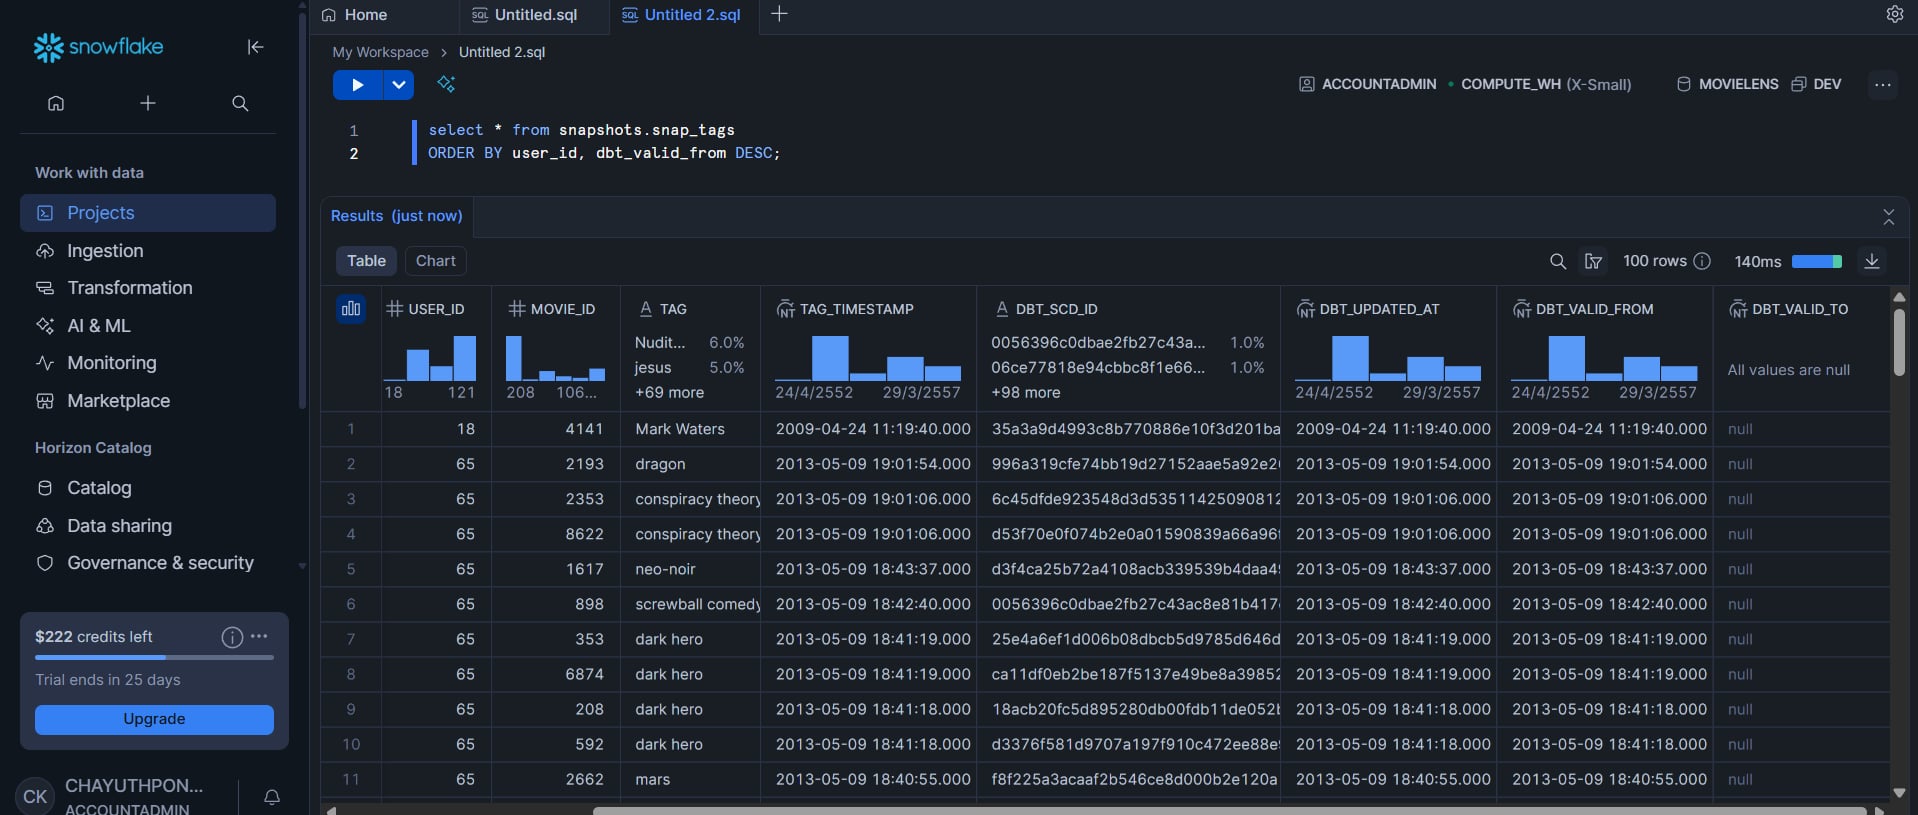 snowflake
Work with data
Projects
Ingestion
Transformation
AI & ML
Monitoring
Marketplace
Horizon Catalog
Catalog
Data sharing
Governance & security
$222 credits left
Trial ends in 25 days
Upgrade
CK
CHAYUTHPON...
ACCOUNTADMIN
Home
SQL Untitled.sql
SQL Untitled 2.sql
My Workspace > Untitled 2.sql
ACCOUNTADMIN • COMPUTE_WH (X-Small)
MOVIELENS DEV
1 select * from snapshots.snap_tags
2 ORDER BY user_id, dbt_valid_from DESC;
Results (just now)
Table Chart
100 rows 140ms
# USER_ID # MOVIE_ID A TAG NT TAG_TIMESTAMP A DBT_SCD_ID NT DBT_UPDATED_AT NT DBT_VALID_FROM NT DBT_VALID_TO
Nudit... 6.0% 0056396c0dbae2fb27c43a... 1.0%
jesus 5.0% 06ce77818e94cbbc8f1e66... 1.0% All values are null
18 121 208 106... +69 more 24/4/2552 29/3/2557 +98 more 24/4/2552 29/3/2557 24/4/2552 29/3/2557
1 18 4141 Mark Waters 2009-04-24 11:19:40.000 35a3a9d4993c8b770886e10f3d201ba 2009-04-24 11:19:40.000 2009-04-24 11:19:40.000 null
2 65 2193 dragon 2013-05-09 19:01:54.000 996a319cfe74bb19d27152aae5a92e2 2013-05-09 19:01:54.000 2013-05-09 19:01:54.000 null
3 65 2353 conspiracy theory 2013-05-09 19:01:06.000 6c45dfde923548d3d53511425090812 2013-05-09 19:01:06.000 2013-05-09 19:01:06.000 null
4 65 8622 conspiracy theory 2013-05-09 19:01:06.000 d53f70e0f074b2e0a01590839a66a96 2013-05-09 19:01:06.000 2013-05-09 19:01:06.000 null
5 65 1617 neo-noir 2013-05-09 18:43:37.000 d3f4ca25b72a4108acb339539b4daa4 2013-05-09 18:43:37.000 2013-05-09 18:43:37.000 null
6 65 898 screwball comedy 2013-05-09 18:42:40.000 0056396c0dbae2fb27c43ac8e81b417 2013-05-09 18:42:40.000 2013-05-09 18:42:40.000 null
7 65 353 dark hero 2013-05-09 18:41:19.000 25e4a6ef1d006b08dbcb5d9785d646d 2013-05-09 18:41:19.000 2013-05-09 18:41:19.000 null
8 65 6874 dark hero 2013-05-09 18:41:19.000 ca11df0eb2be187f5137e49be8a39852 2013-05-09 18:41:19.000 2013-05-09 18:41:19.000 null
9 65 208 dark hero 2013-05-09 18:41:18.000 18acb20fc5d895280db00fdb11de052 2013-05-09 18:41:18.000 2013-05-09 18:41:18.000 null
10 65 592 dark hero 2013-05-09 18:41:18.000 d3376f581d9707a197f910c472ee88e 2013-05-09 18:41:18.000 2013-05-09 18:41:18.000 null
11 65 2662 mars 2013-05-09 18:40:55.000 f8f225a3acaaf2b546ce8d000b2e120a 2013-05-09 18:40:55.000 2013-05-09 18:40:55.000 null